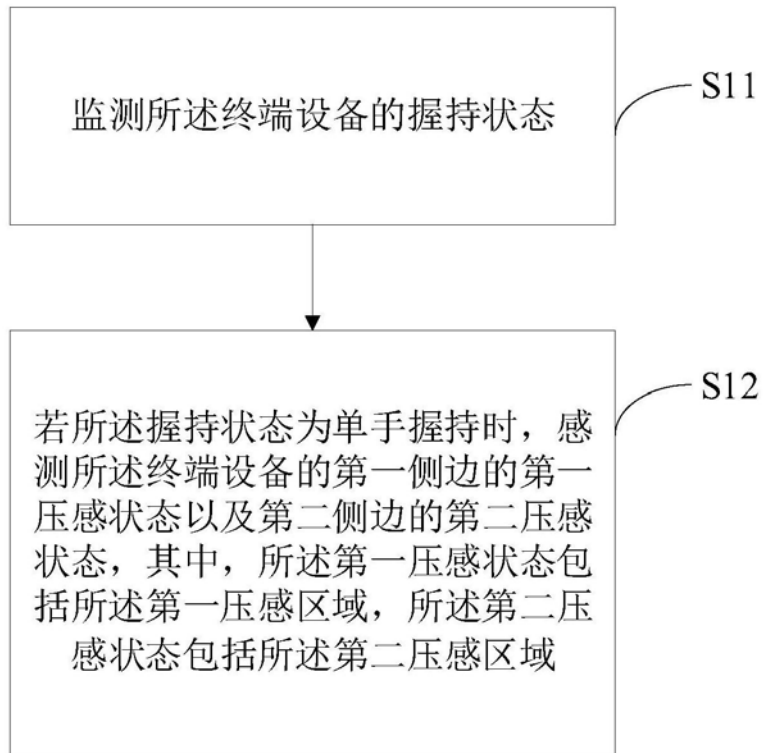 监测所述终端设备的握持状态
S11
若所述握持状态为单手握持时，感
测所述终端设备的第一侧边的第一
压感状态以及第二侧边的第二压感
状态，其中，所述第一压感状态包
括所述第一压感区域，所述第二压
感状态包括所述第二压感区域
S12